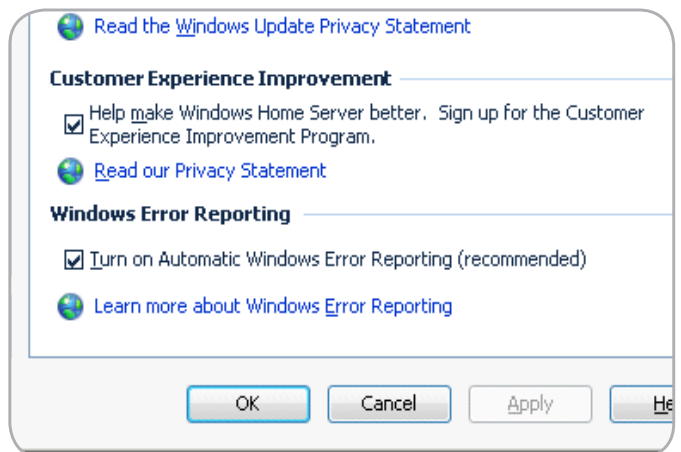 Read the Windows Update Privacy Statement
Customer Experience Improvement
Help make Windows Home Server better. Sign up for the Customer
Experience Improvement Program.
Read our Privacy Statement
Windows Error Reporting
Turn on Automatic Windows Error Reporting (recommended)
Learn more about Windows Error Reporting
OK Cancel Apply He